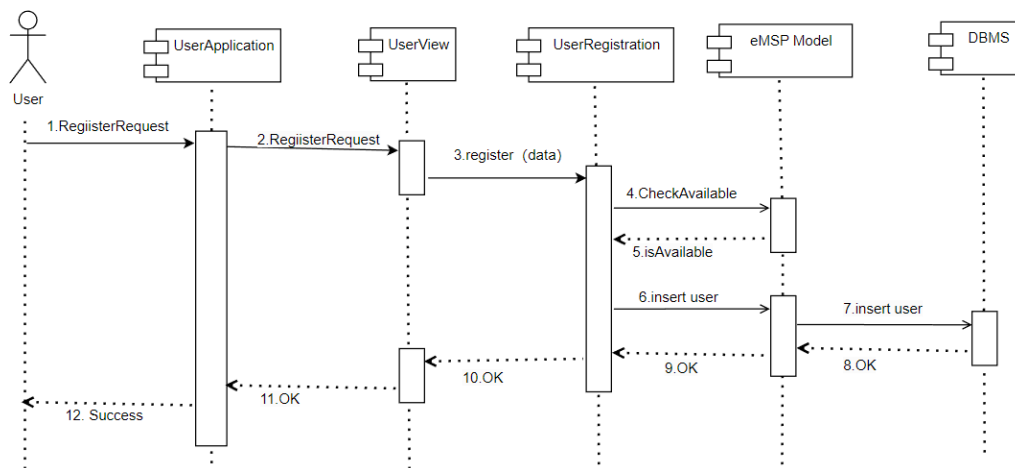 UserApplication
UserView
UserRegistration
eMSP Model
DBMS
User
1.RegiisterRequest
2.RegiisterRequest
3.register（data)
4.CheckAvailable
5.isAvailable
6.insert user
7.insert user
8.OK
9.OK
10.OK
11.OK
12. Success